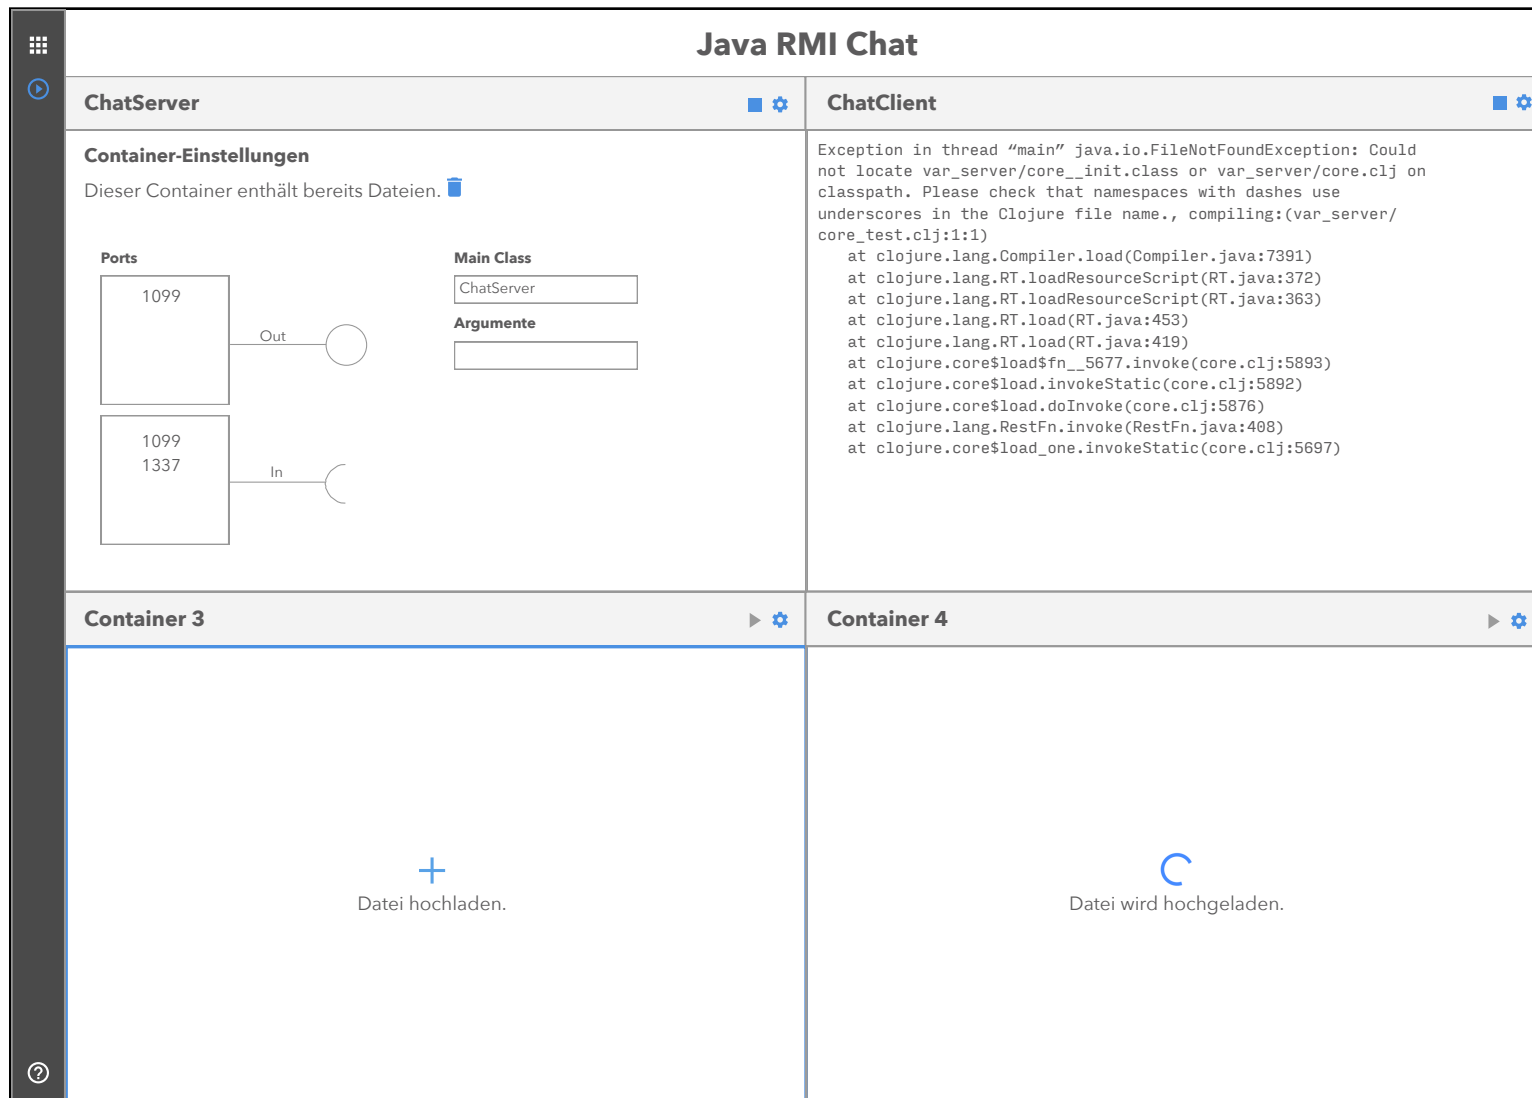 Java RMI Chat
ChatServer
ChatClient
Container-Einstellungen
Dieser Container enthält bereits Dateien.
Ports
1099
Out
1099
1337
In
Main Class
ChatServer
Argumente
Exception in thread “main” java.io.FileNotFoundException: Could
not locate var_server/core__init.class or var_server/core.clj on
classpath. Please check that namespaces with dashes use
underscores in the Clojure file name., compiling:(var_server/
core_test.clj:1:1)
at clojure.lang.Compiler.load(Compiler.java:7391)
at clojure.lang.RT.loadResourceScript(RT.java:372)
at clojure.lang.RT.loadResourceScript(RT.java:363)
at clojure.lang.RT.load(RT.java:453)
at clojure.lang.RT.load(RT.java:419)
at clojure.core$load$fn__5677.invoke(core.clj:5893)
at clojure.core$load.invokeStatic(core.clj:5892)
at clojure.core$load.doInvoke(core.clj:5876)
at clojure.lang.RestFn.invoke(RestFn.java:408)
at clojure.core$load_one.invokeStatic(core.clj:5697)
Container 3
Container 4
Datei hochladen.
Datei wird hochgeladen.